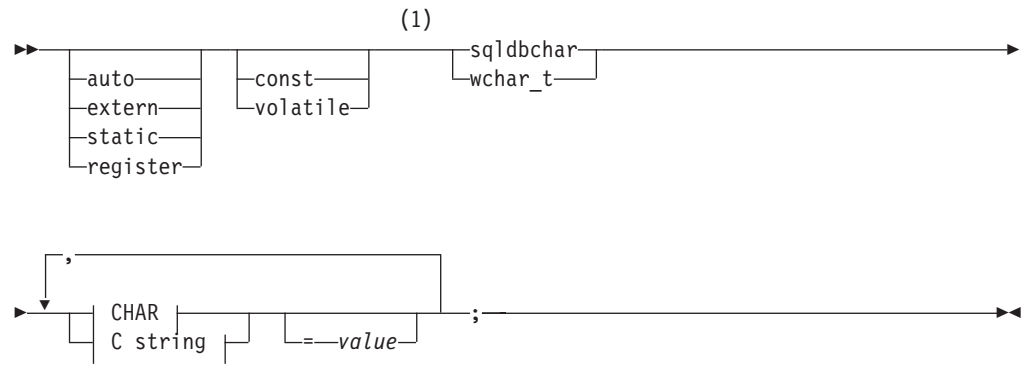 (1)
sqldbchar
auto const wchar_t
extern volatile
static
register
,
CHAR ;
C string = value